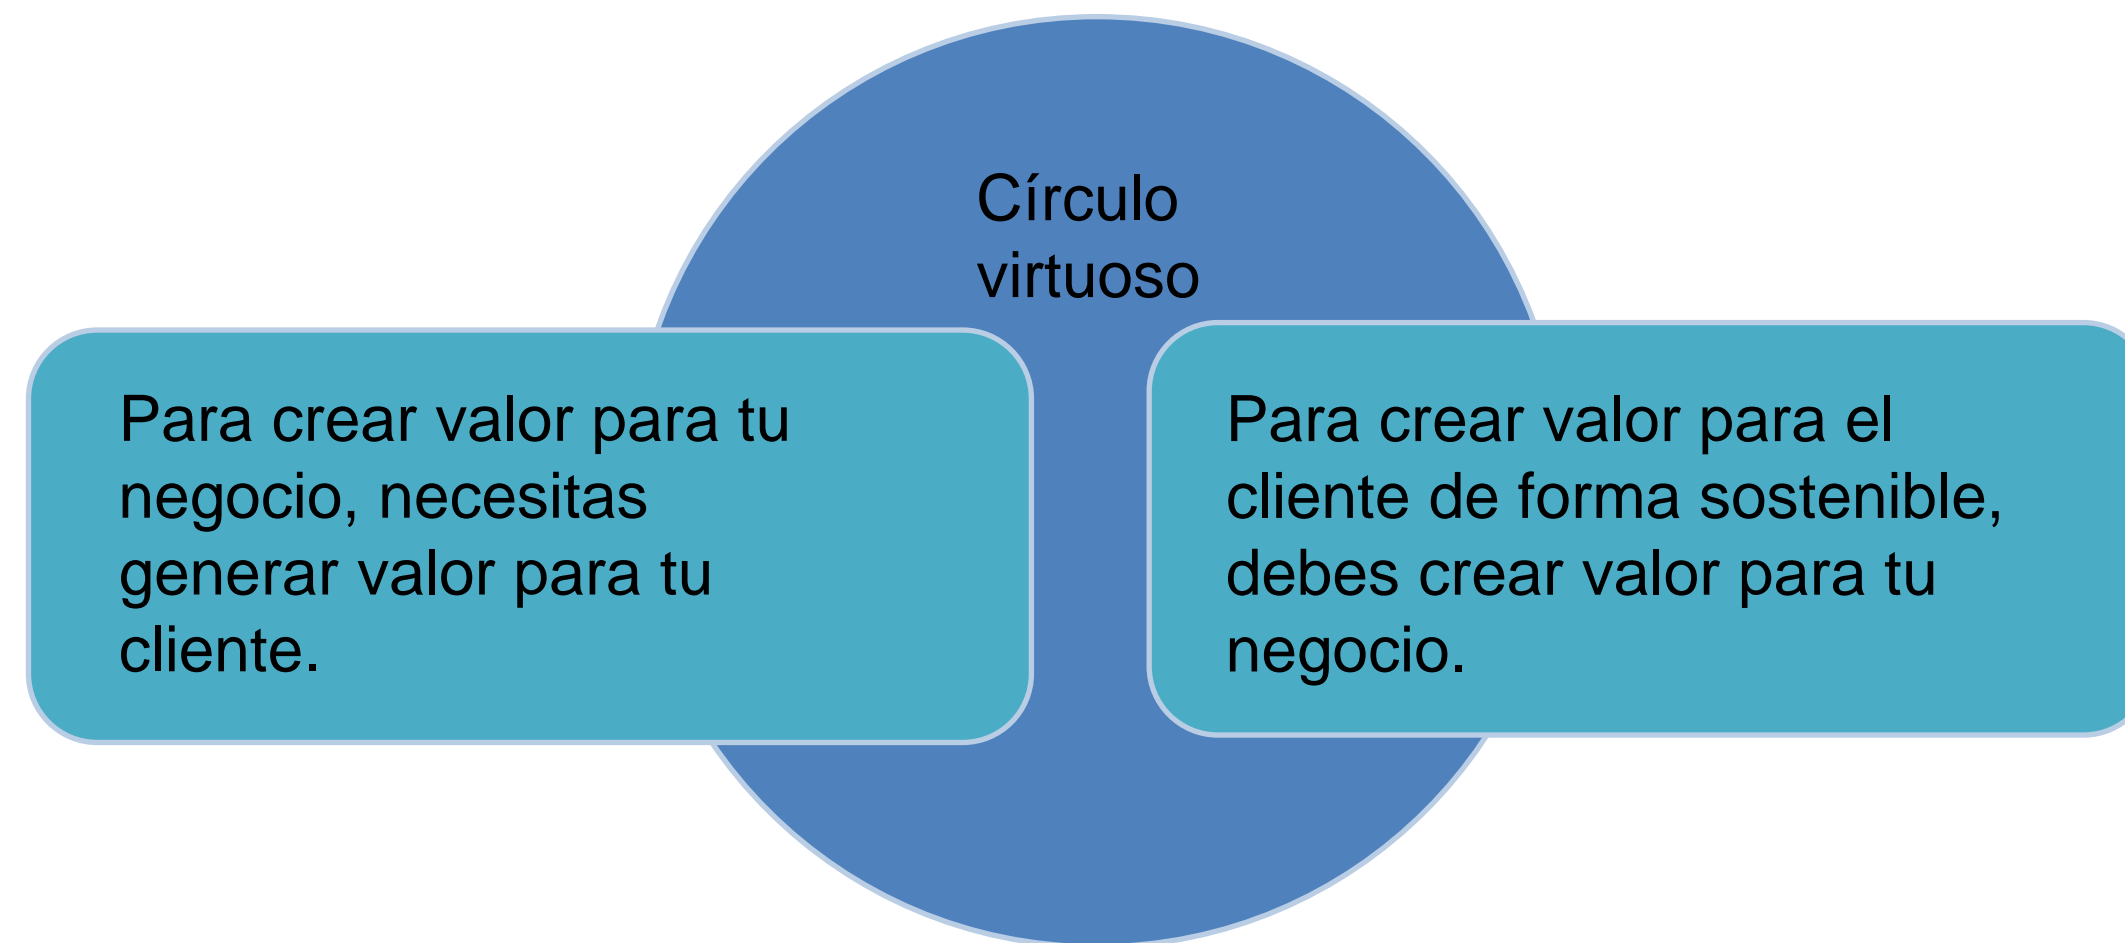 Círculo
virtuoso
Para crear valor para tu
negocio, necesitas
generar valor para tu
cliente.
Para crear valor para el
cliente de forma sostenible,
debes crear valor para tu
negocio.